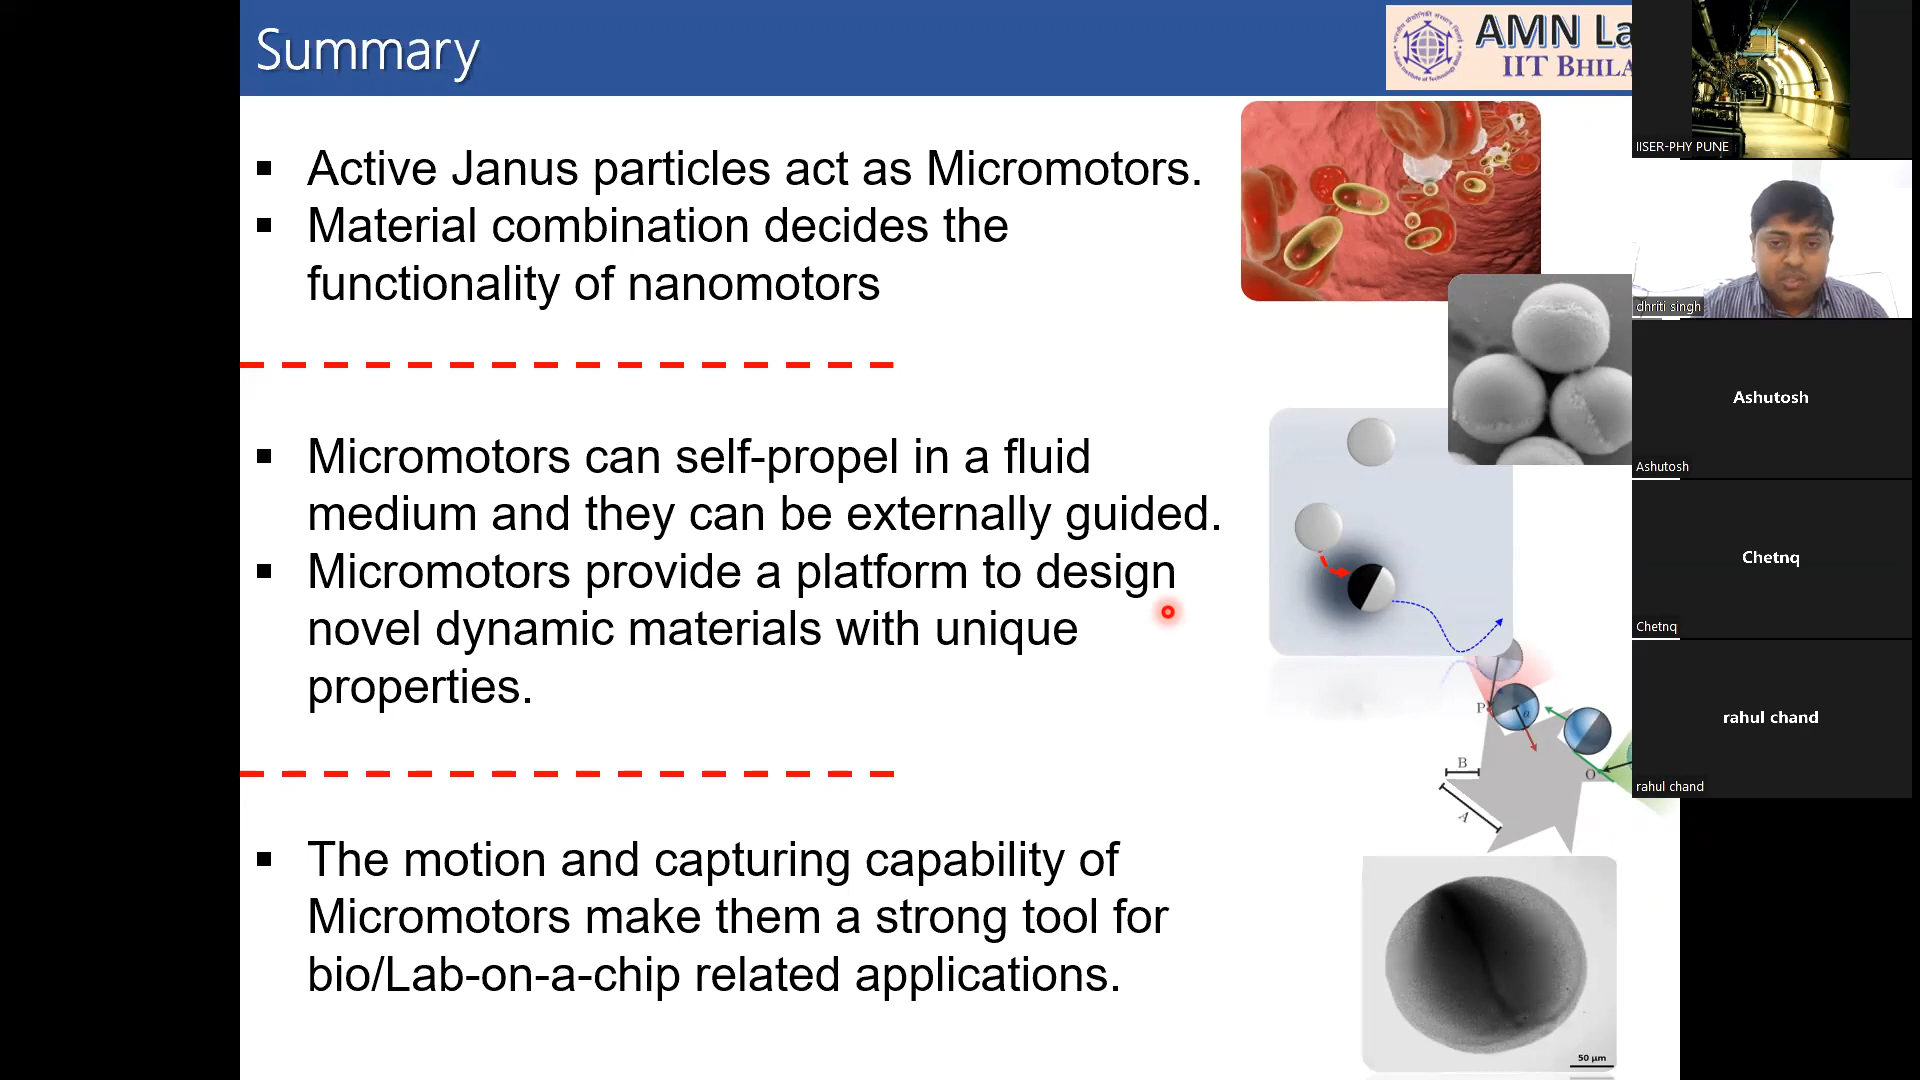 Summary
AMN La
IIT BHILA
▪ Active Janus particles act as Micromotors.
▪ Material combination decides the
functionality of nanomotors
▪ Micromotors can self-propel in a fluid
medium and they can be externally guided.
▪ Micromotors provide a platform to design
novel dynamic materials with unique
properties.
▪ The motion and capturing capability of
Micromotors make them a strong tool for
bio/Lab-on-a-chip related applications.
P
a
B
A
O
50 µm
IISER-PHY PUNE
dhriti singh
Ashutosh
Ashutosh
Chetnq
Chetnq
rahul chand
rahul chand